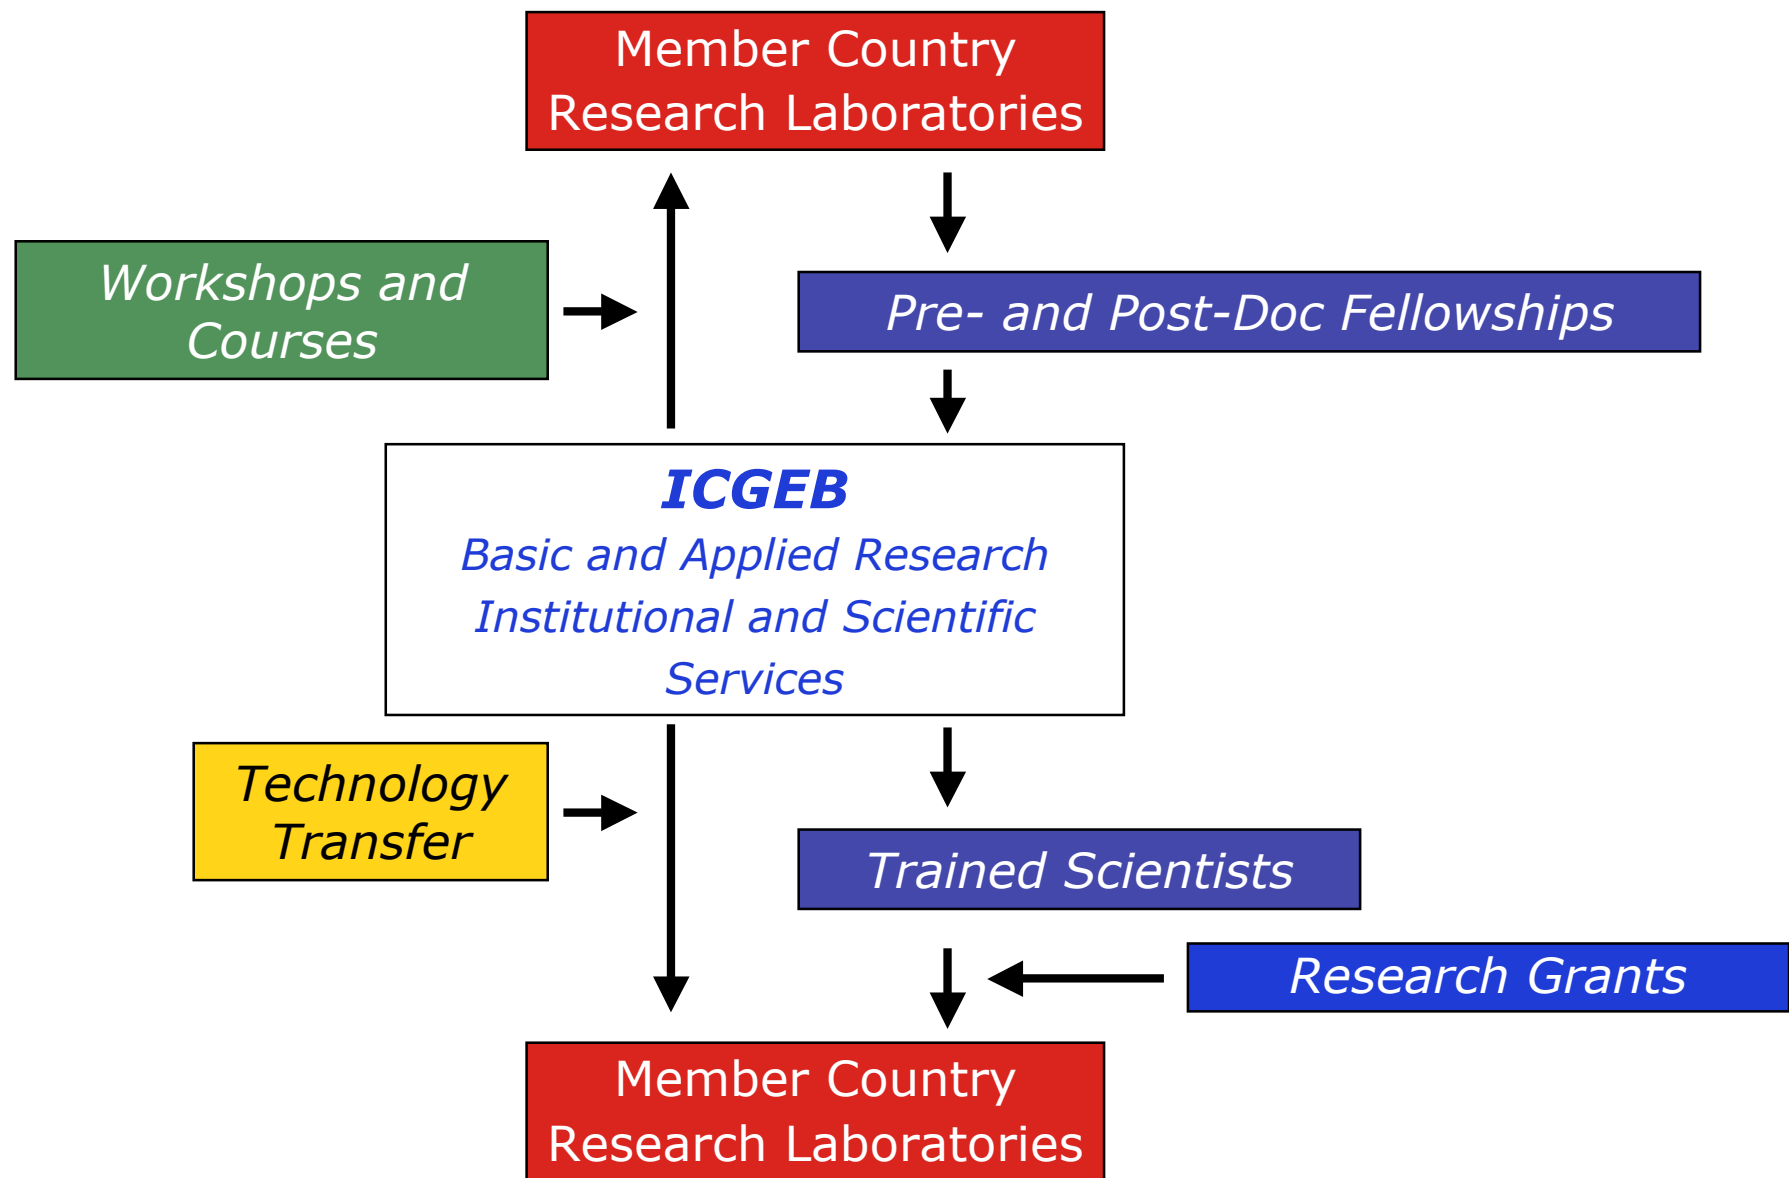 Member Country
Research Laboratories
Workshops and
Courses
Pre- and Post-Doc Fellowships
ICGEB
Basic and Applied Research
Institutional and Scientific
Services
Technology
Transfer
Trained Scientists
Research Grants
Member Country
Research Laboratories